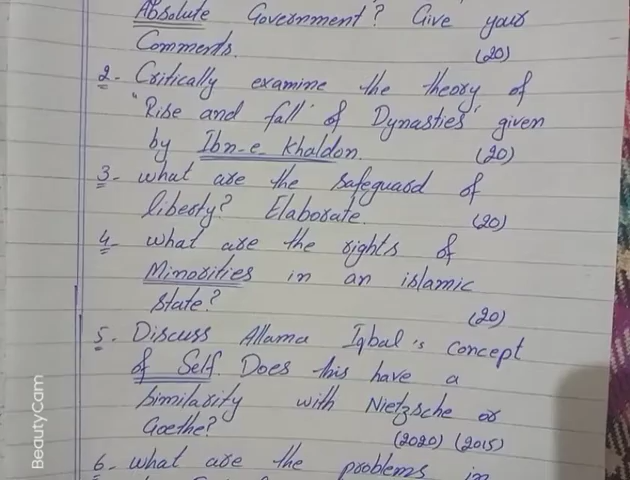 Absolute Government? Give your
Comments. (20)
2- Critically examine the theory of
"Rise and fall" of Dynasties" given
by Ibn-e-Khaldon. (20)
3- what are the safeguard of
liberty? Elaborate. (20)
4- what are the rights of
Minorities in an islamic
state? (20)
5. Discuss Allama Iqbal's concept
of Self Does this have a
similarity with Nietzsche or
Goethe? (2020) (2015)
6- what are the problems in
BeautyCam